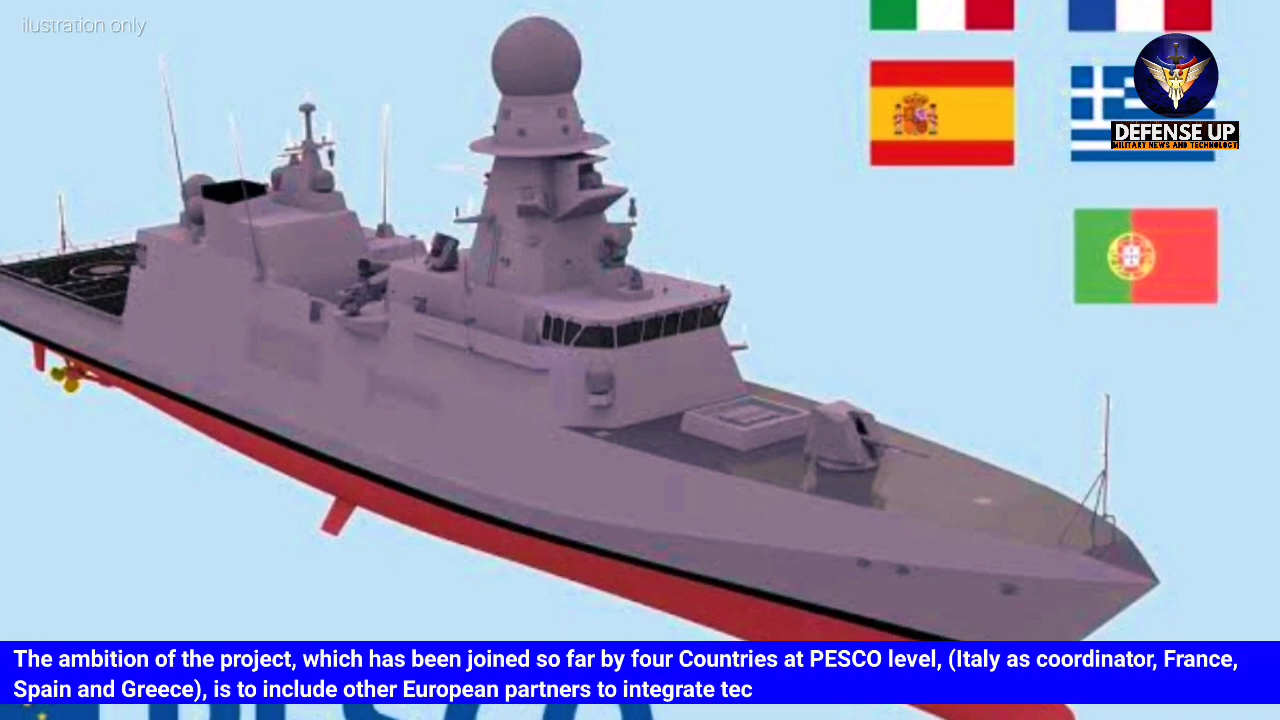 ilustration only
DEFENSE UP
MILITARY NEWS AND TECHNOLOGY
The ambition of the project, which has been joined so far by four Countries at PESCO level, (Italy as coordinator, France,
Spain and Greece), is to include other European partners to integrate tec